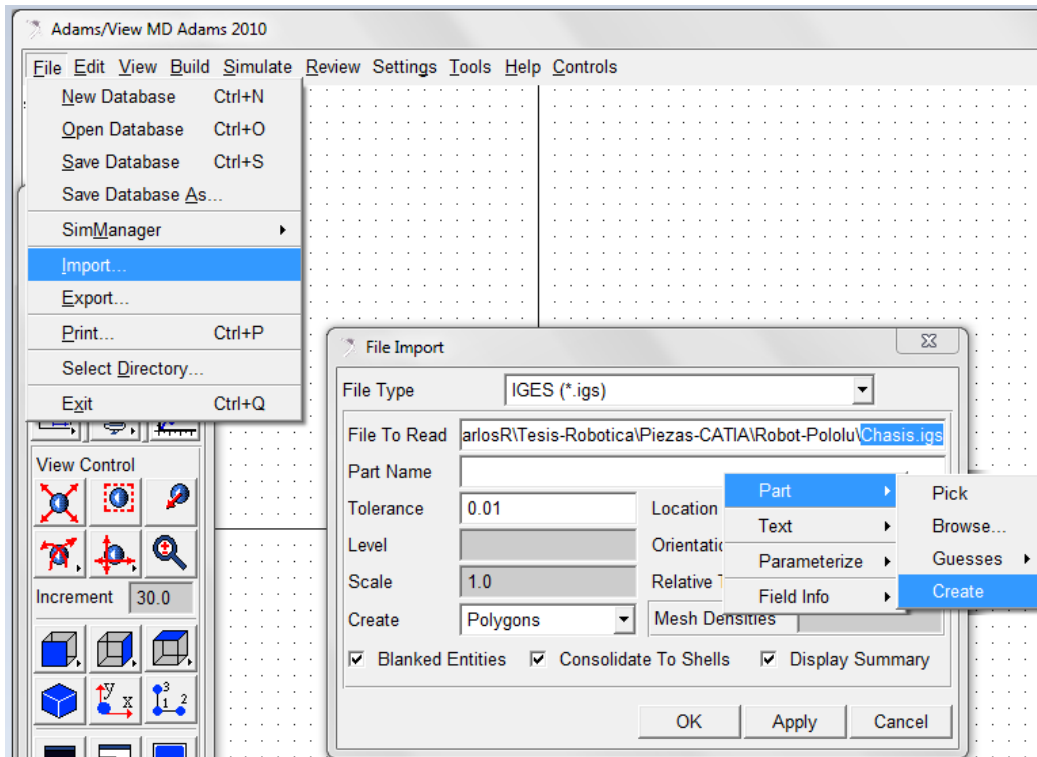 Adams/View MD Adams 2010
File Edit View Build Simulate Review Settings Tools Help Controls
New Database Ctrl+N
Open Database Ctrl+O
Save Database Ctrl+S
Save Database As...
SimManager
Import...
Export...
Print... Ctrl+P
Select Directory...
Exit Ctrl+Q
View Control
Increment 30.0
File Import
File Type IGES (*.igs)
File To Read arlosR\Tesis-Robotica\Piezas-CATIA\Robot-Pololu\Chasis.igs
Part Name
Tolerance 0.01 Location
Level Orientatio
Scale 1.0 Relative T
Create Polygons Mesh Densities
Blanked Entities Consolidate To Shells Display Summary
OK Apply Cancel
Part
Text
Parameterize
Field Info
Pick
Browse...
Guesses
Create